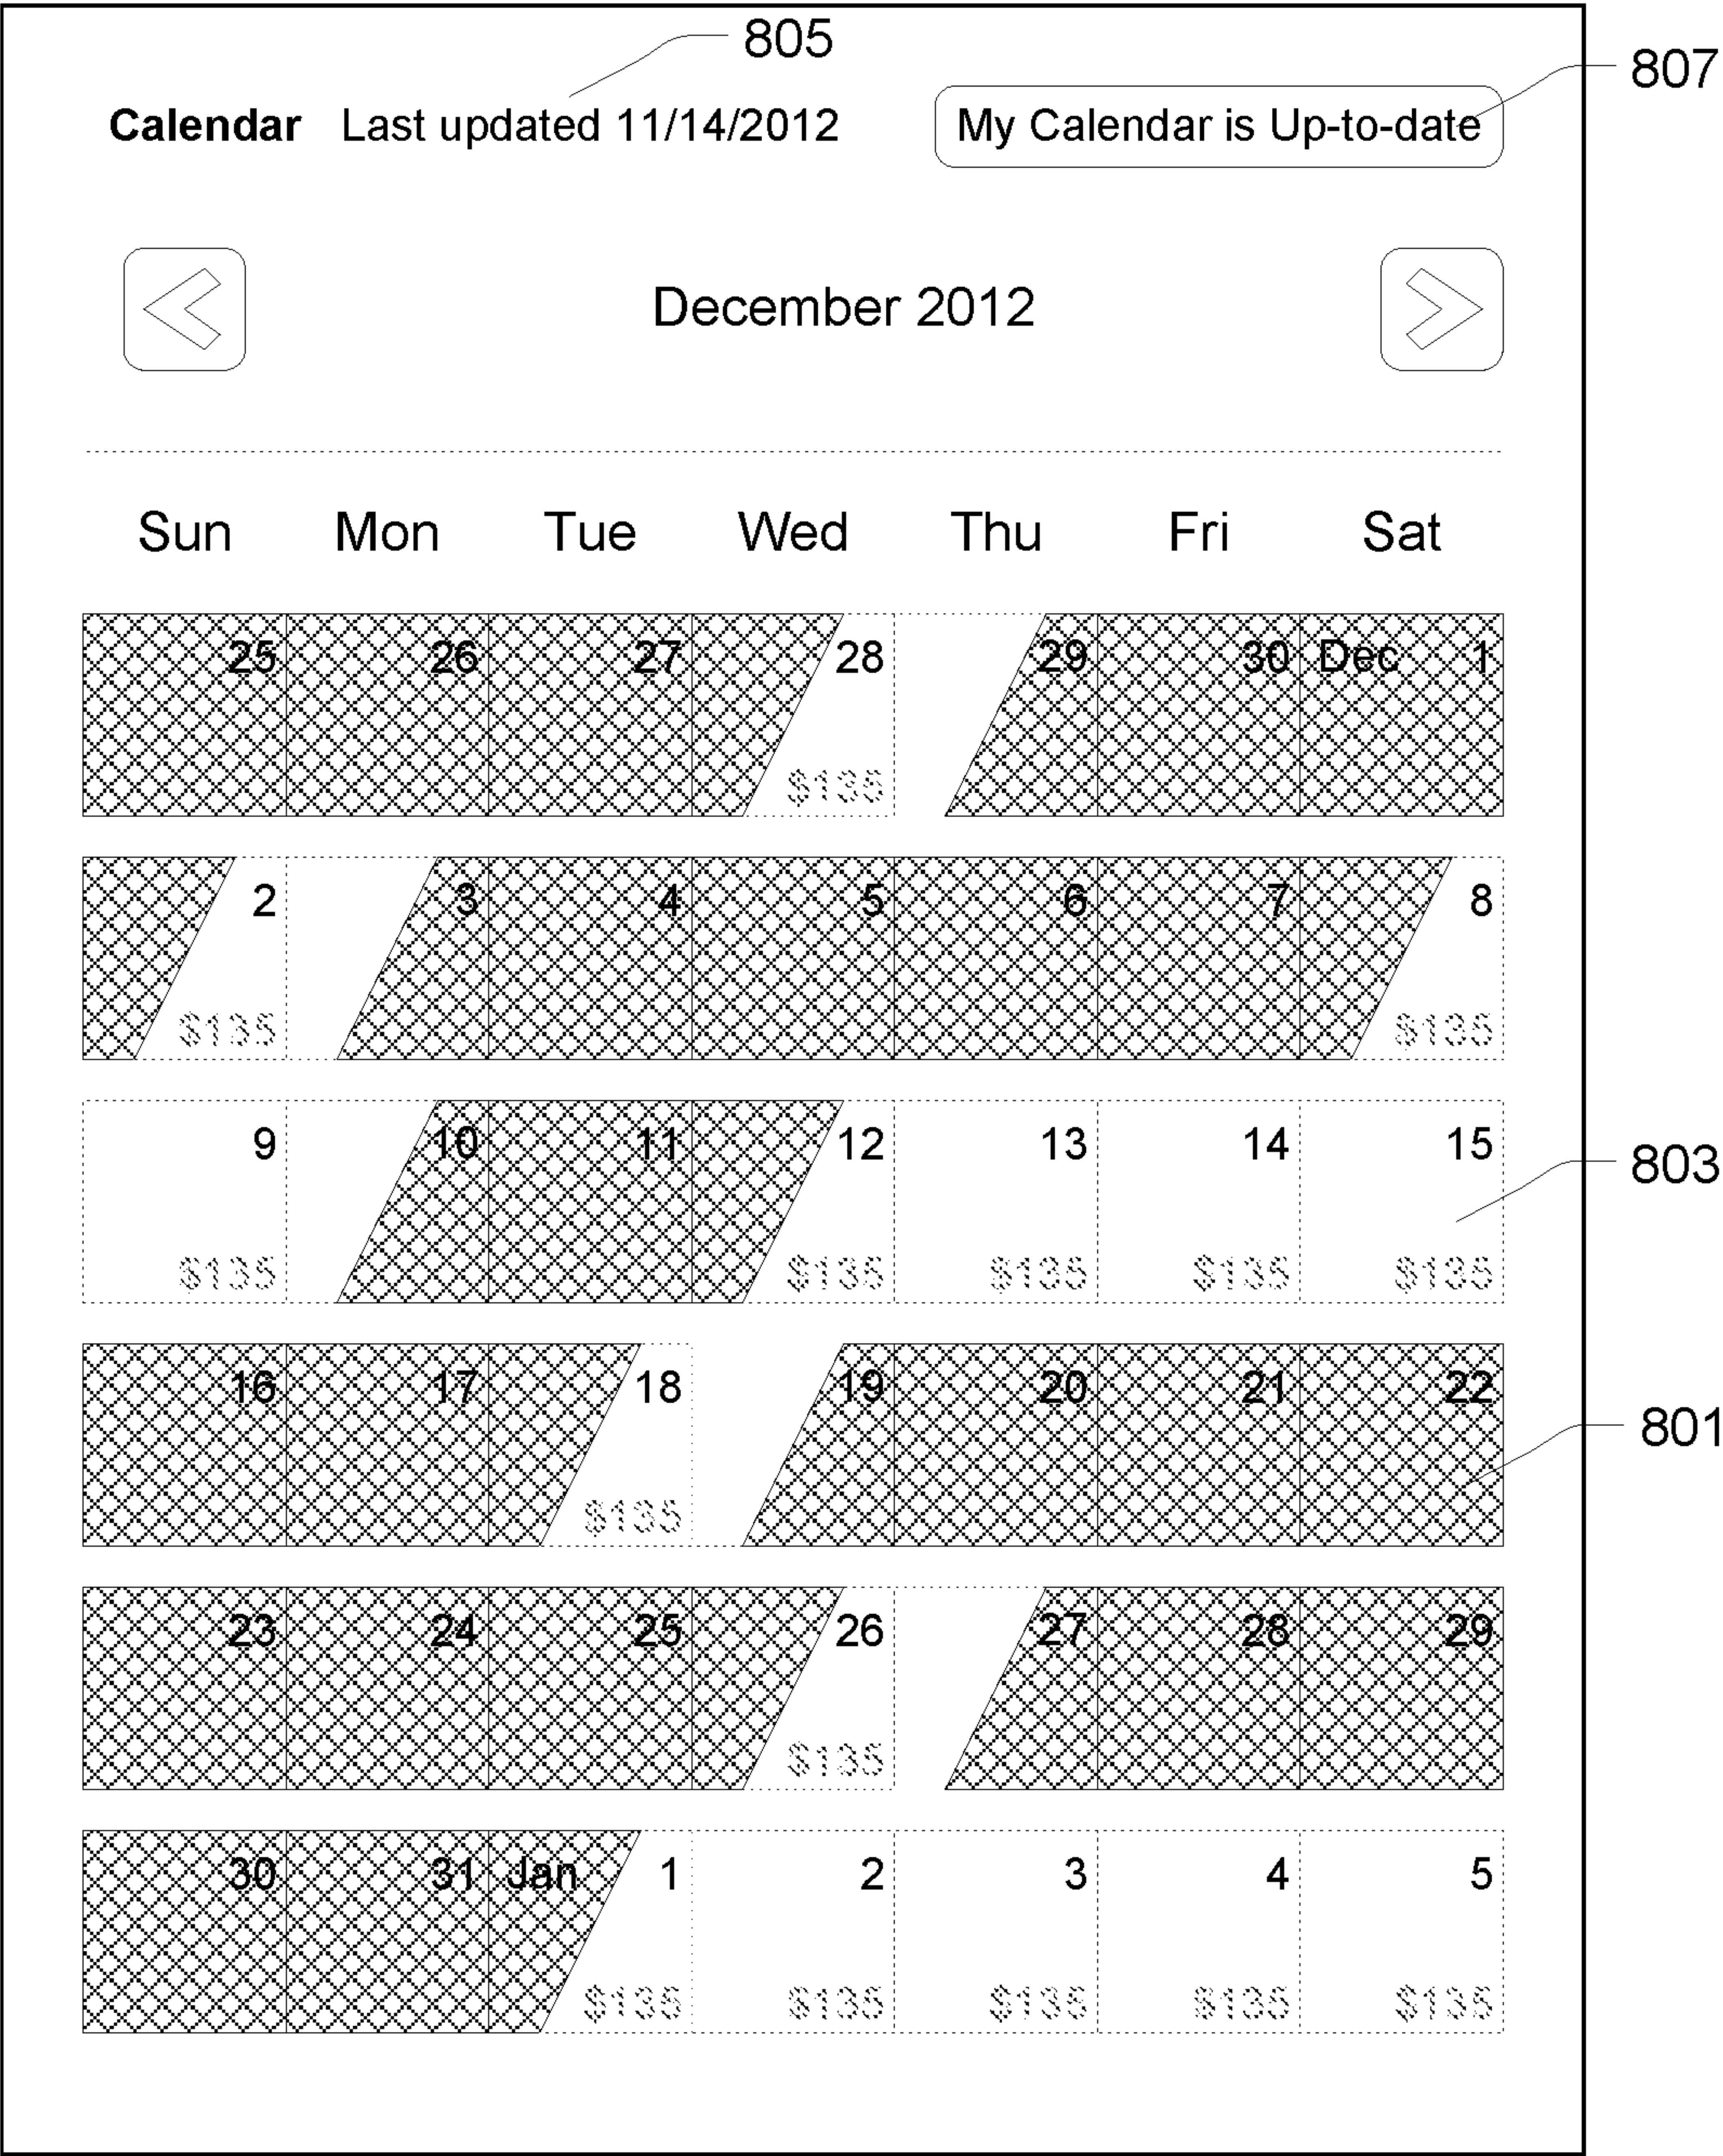 805
807
Calendar Last updated 11/14/2012 My Calendar is Up-to-date
December 2012
Sun Mon Tue Wed Thu Fri Sat
25 26 27 28 29 30 Dec 1
$135
2 3 4 5 6 7 8
$135 $135
9 10 11 12 13 14 15
803
$135 $135 $135 $135 $135
16 17 18 19 20 21 22
801
$135
23 24 25 26 27 28 29
$135
30 31 Jan 1 2 3 4 5
$135 $135 $135 $135 $135